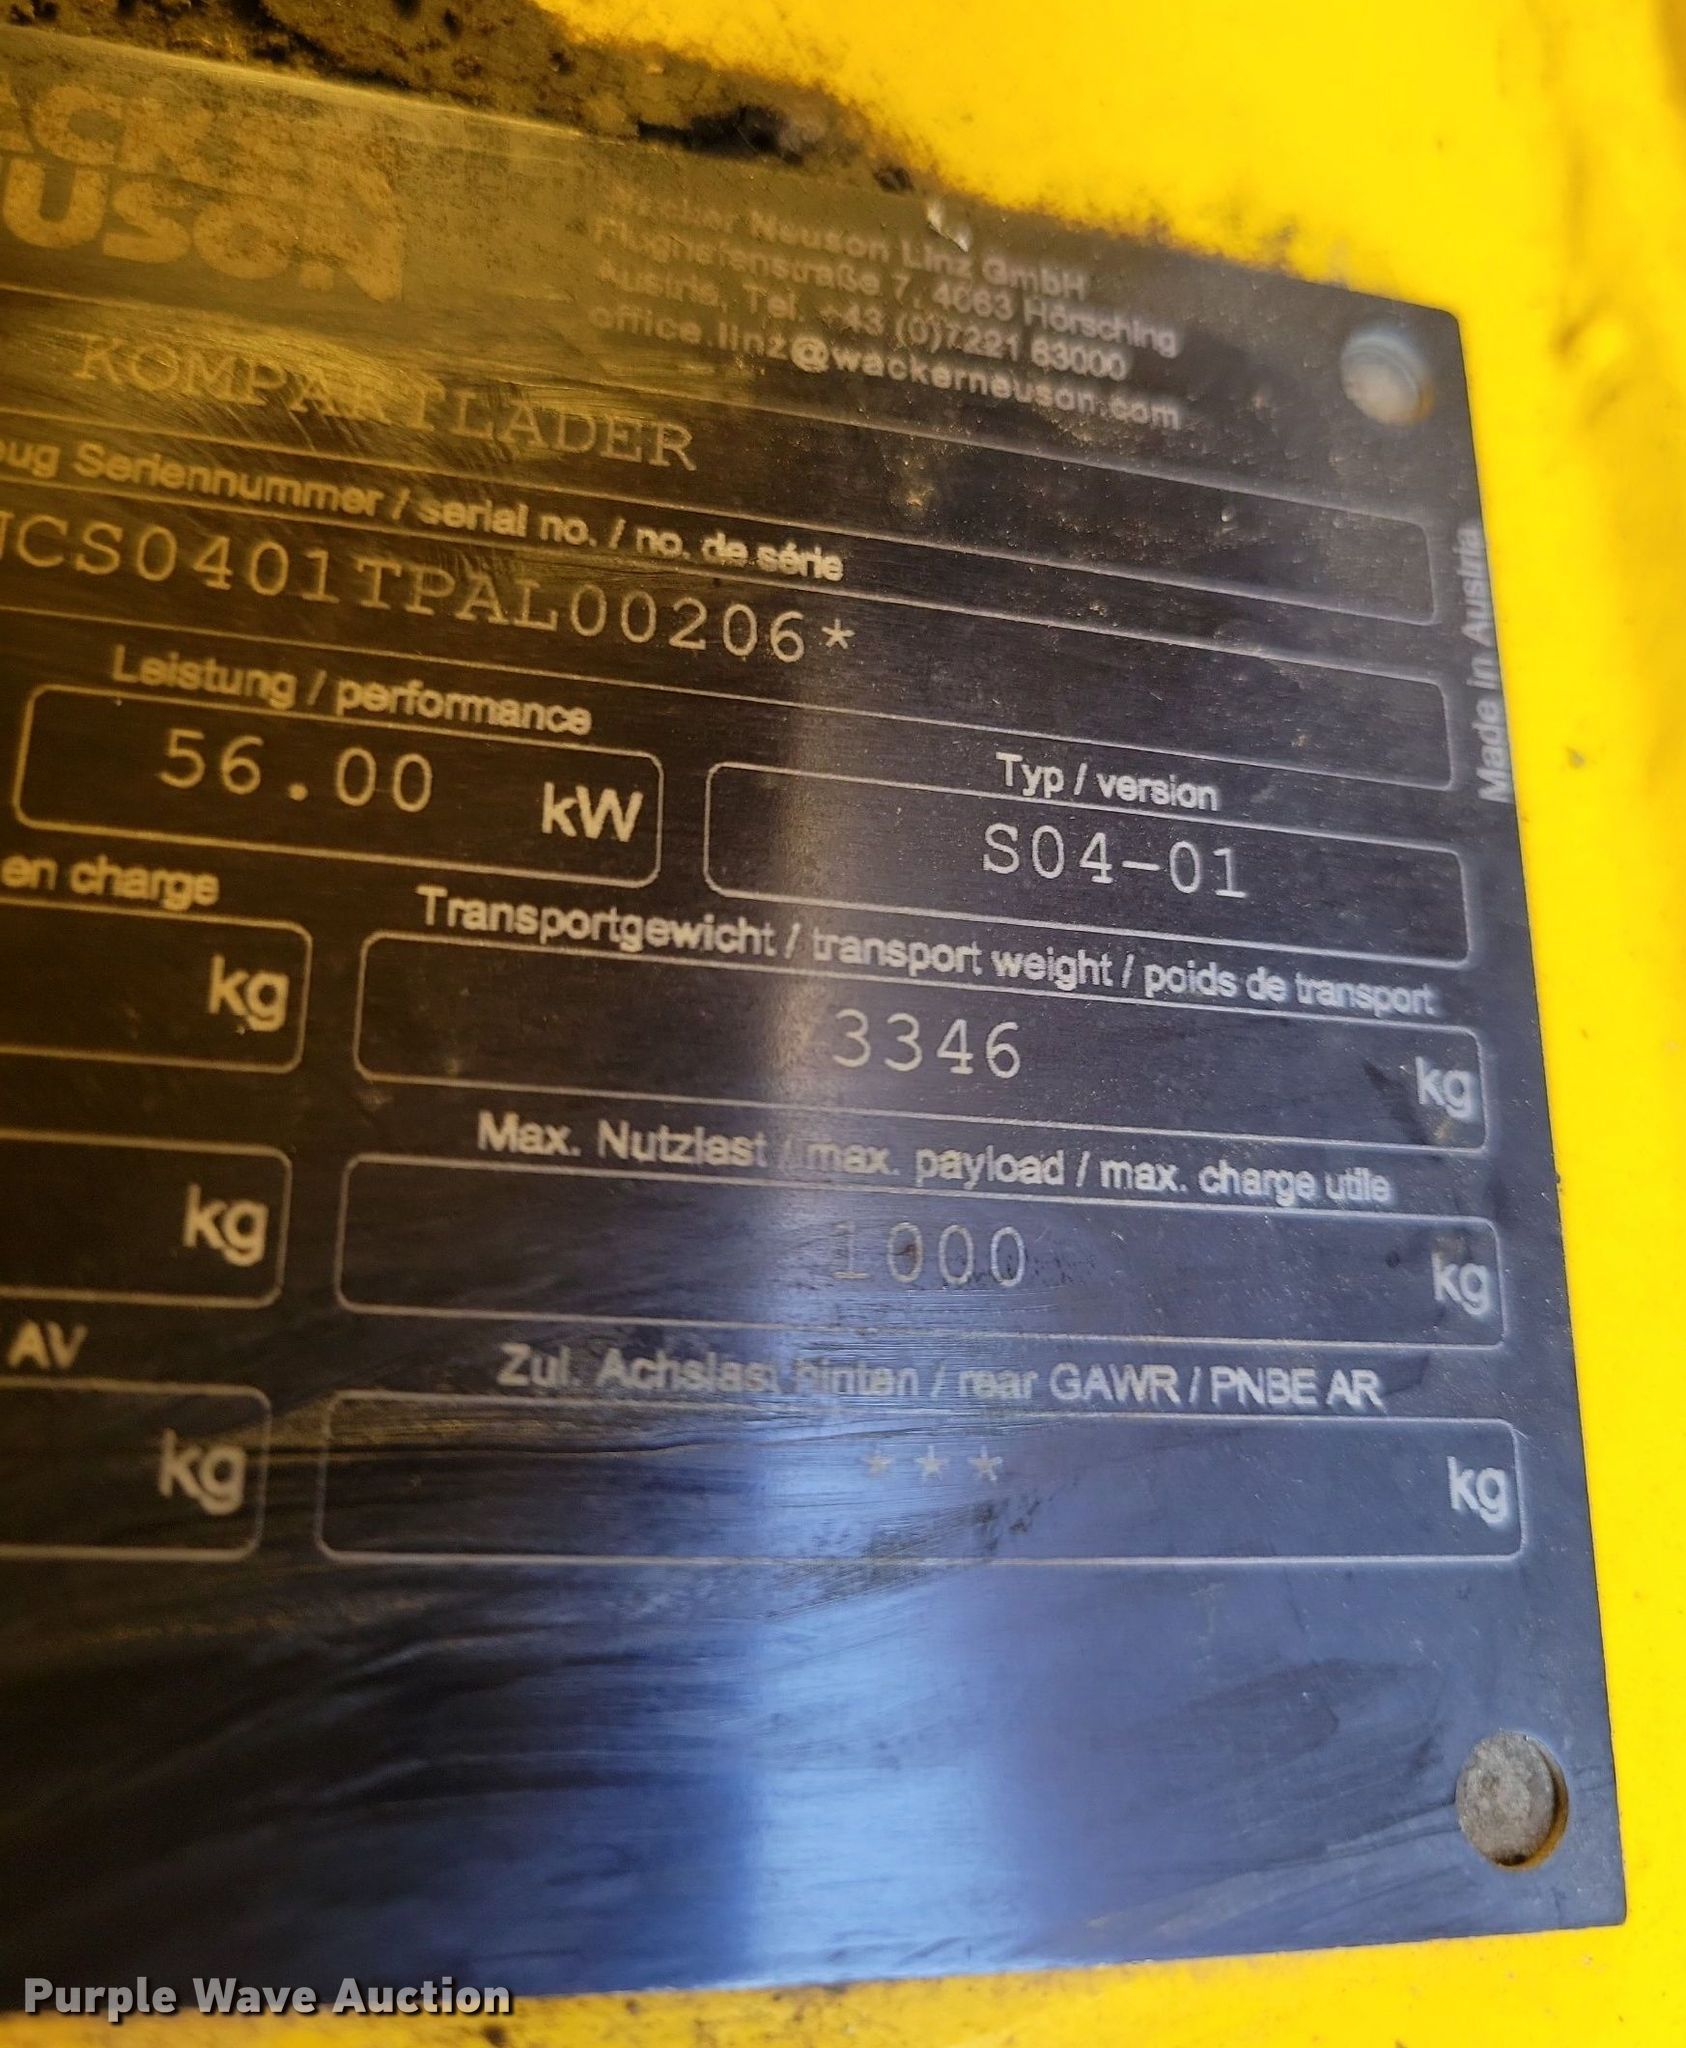 ACKER
USON
Wacker Neuson Linz GmbH
Flughafenstraße 7, 4063 Hörsching
Austria, Tel. +43 (0)7221 63000
office.linz@wackerneuson.com
KOMPAKTLADER
Seriennummer / serial no. / no. de série
CS0401TPAL00206*
Leistung / performance
56.00 kW
Typ / version
S04-01
en charge
kg
Transportgewicht / transport weight / poids de transport
3346 kg
kg
Max. Nutzlast / max. payload / max. charge utile
1000 kg
AV
kg
Zul. Achslast hinten / rear GAWR / PNBE AR
*** kg
Made in Austria
Purple Wave Auction